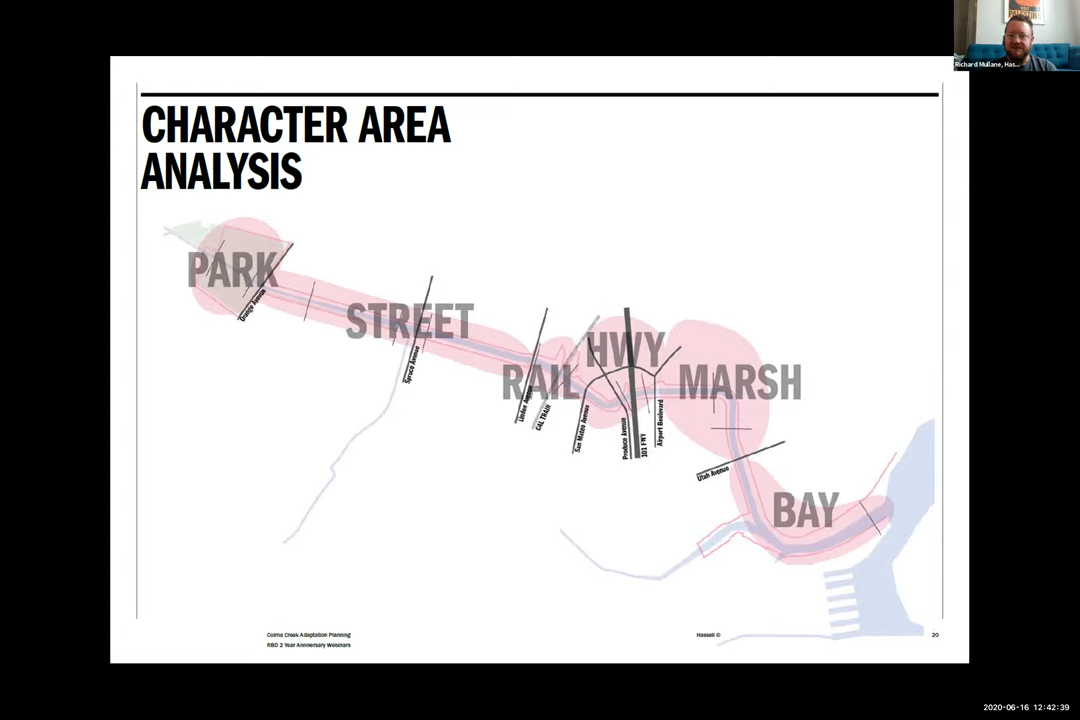 Richard Mullane, Has...
CHARACTER AREA
ANALYSIS
PARK
Orange Avenue
STREET
Spruce Avenue
RAIL
Linden Avenue
CAL TRAIN
HWY
San Mateo Avenue
Produce Avenue
101 FWY
Airport Boulevard
MARSH
Utah Avenue
BAY
Colma Creek Adaptation Planning
RBD 2 Year Anniversary Webinars
Hassell ©
20
2020-06-16 12:42:39